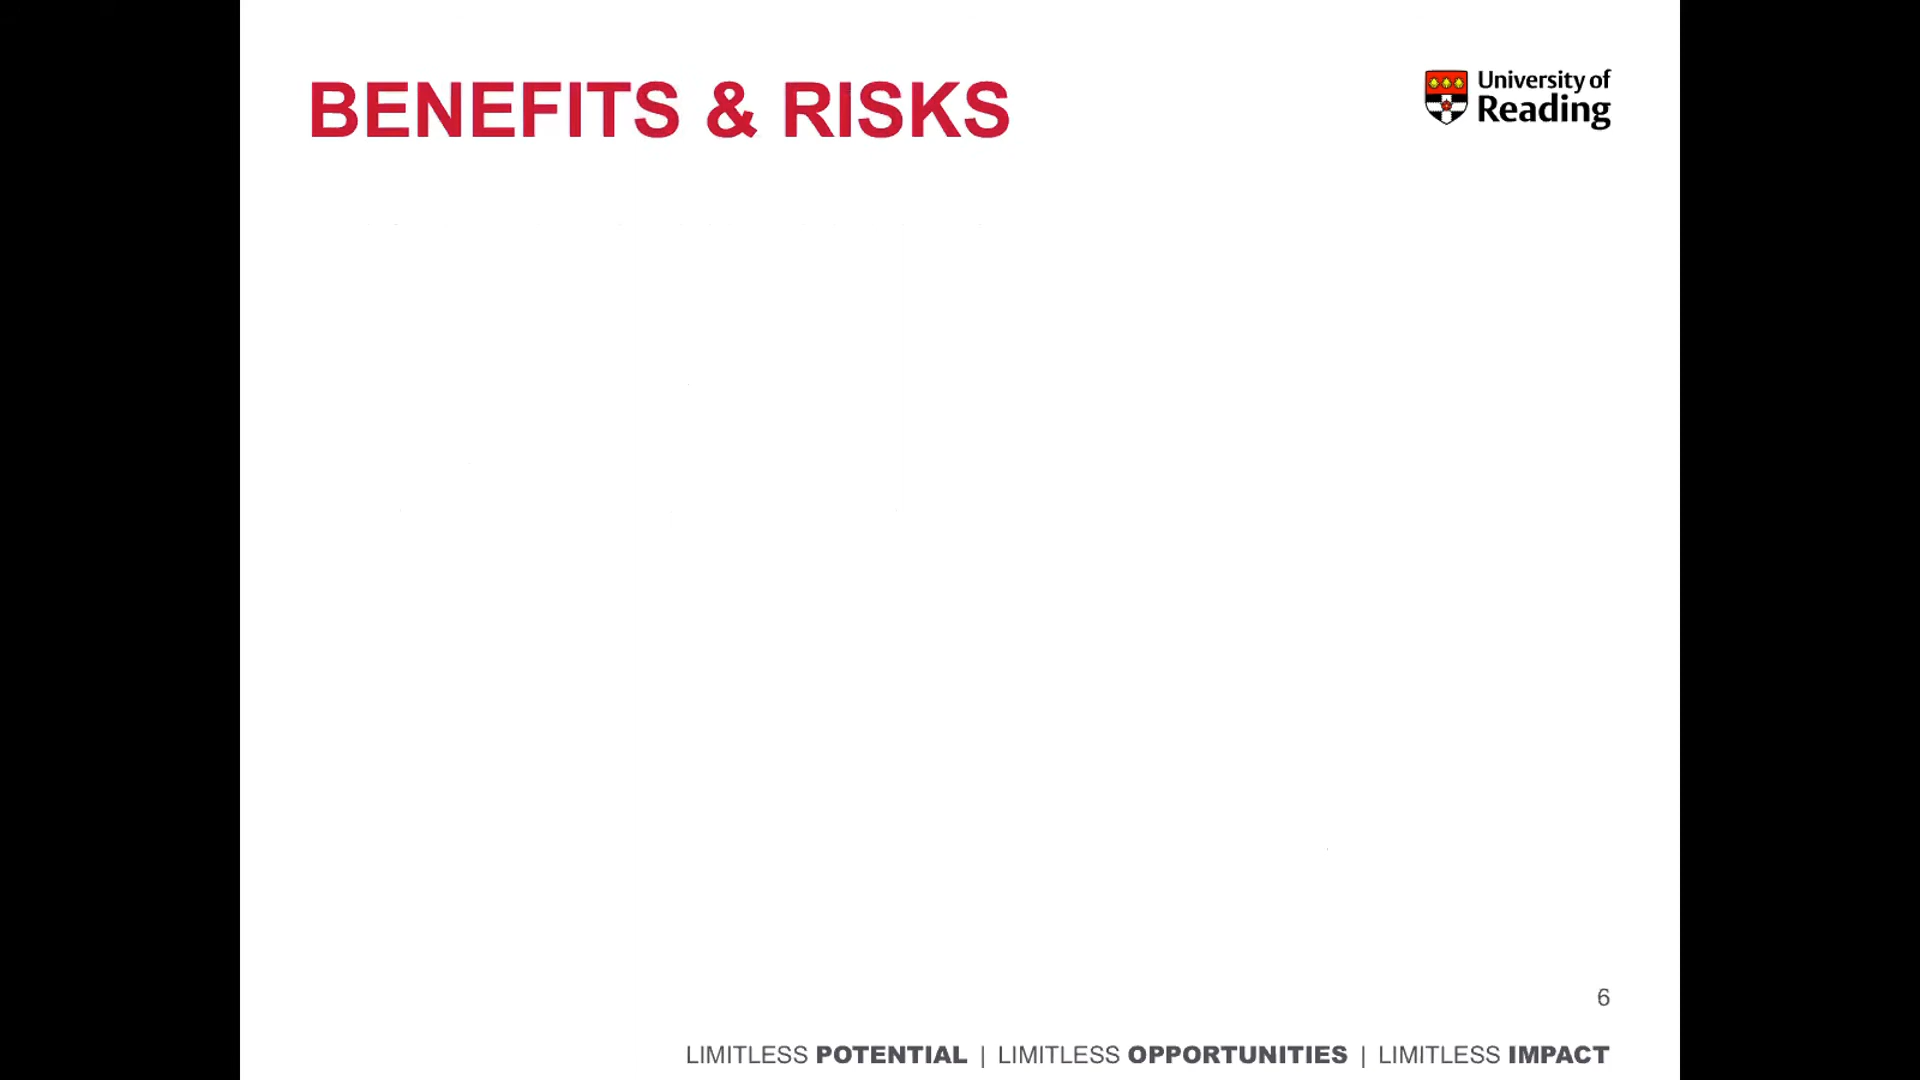 BENEFITS & RISKS
University of
Reading
6
LIMITLESS POTENTIAL | LIMITLESS OPPORTUNITIES | LIMITLESS IMPACT